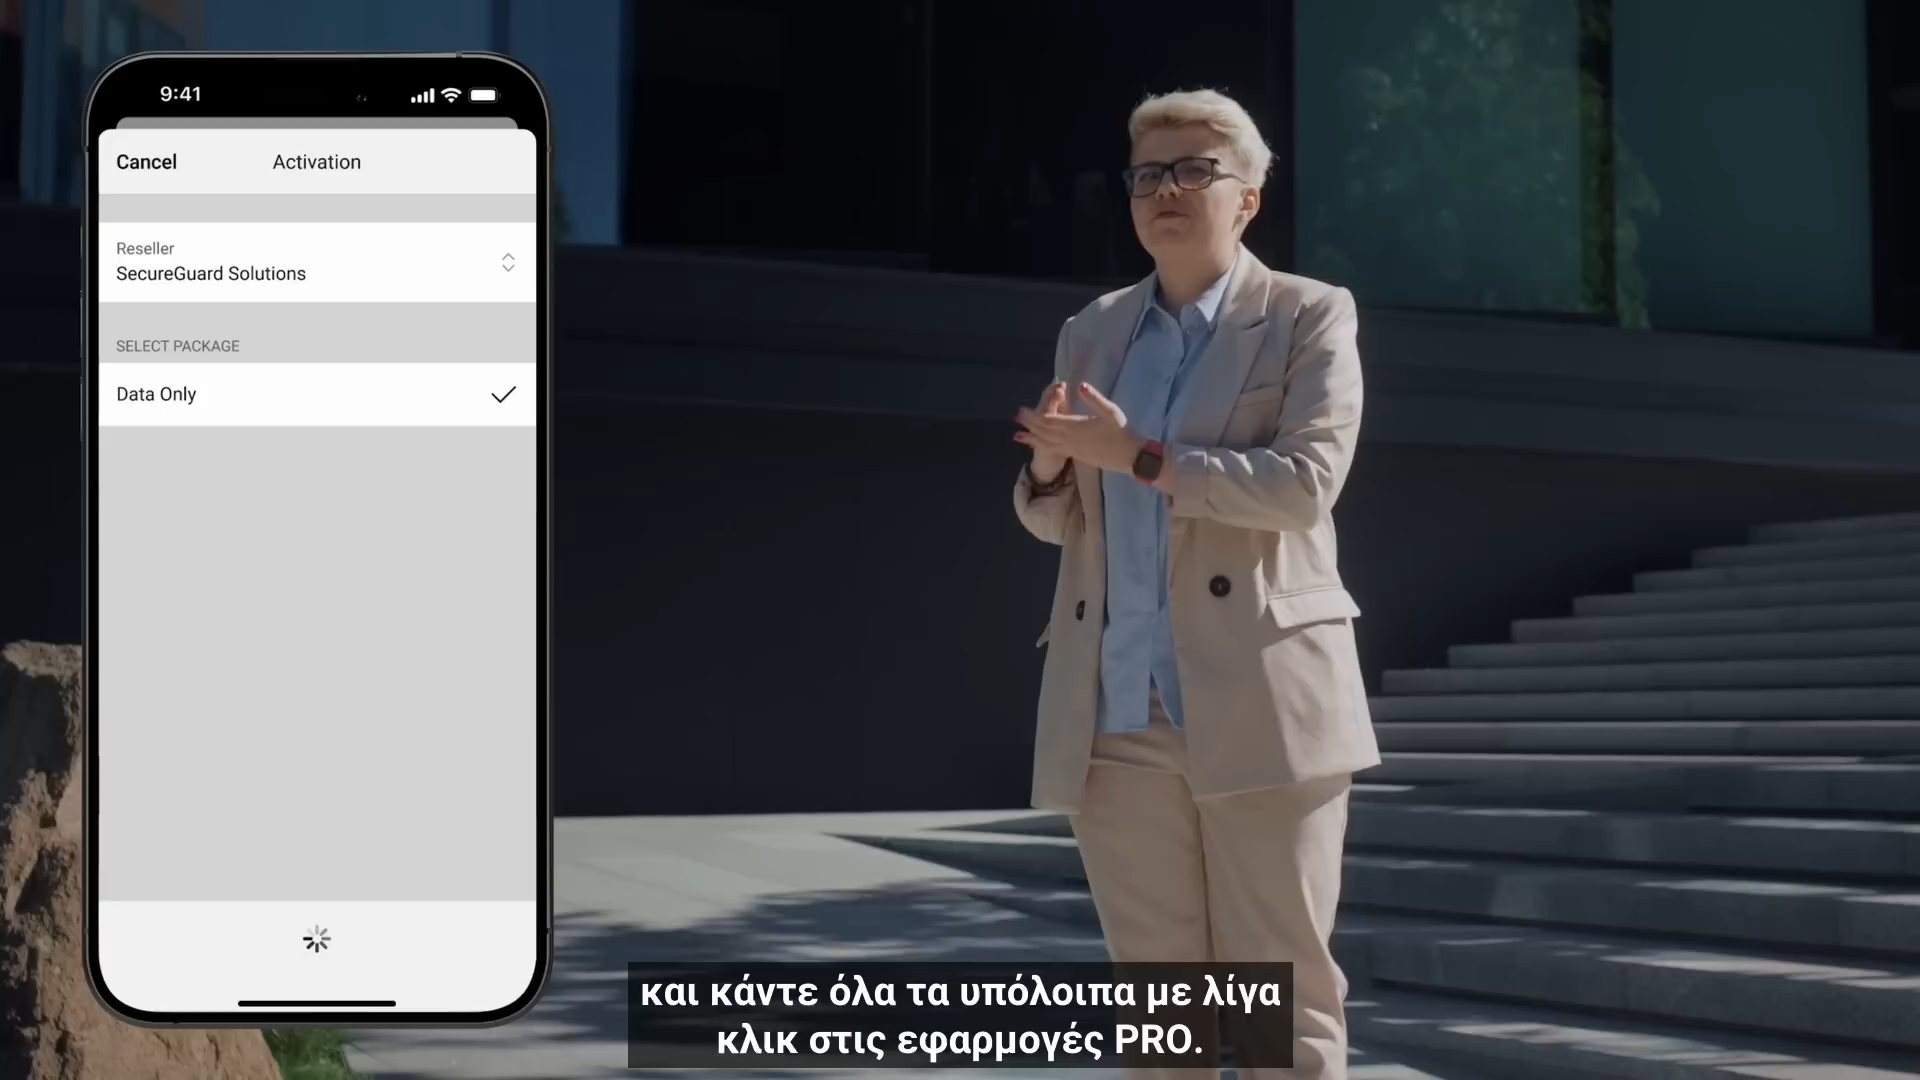 9:41
Cancel
Activation
Reseller
SecureGuard Solutions
SELECT PACKAGE
Data Only
και κάντε όλα τα υπόλοιπα με λίγα
κλικ στις εφαρμογές PRO.